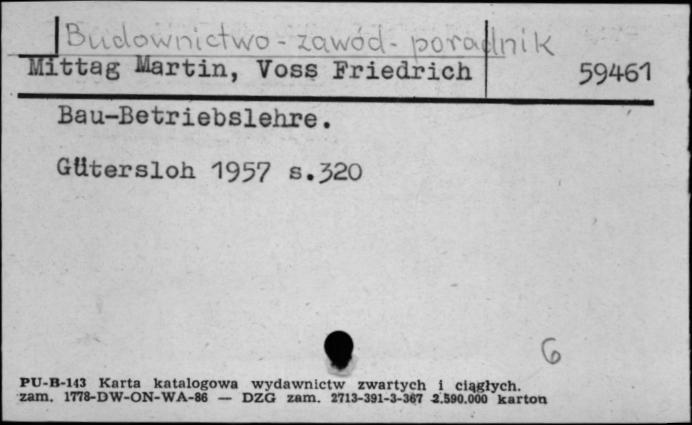 Budownictwo - zawód - poradnik
Mittag Martin, Voss Friedrich 59461
Bau-Betriebslehre.
Gütersloh 1957 s.320
6
PU-B-143 Karta katalogowa wydawnictw zwartych i ciągłych.
zam. 1778-DW-ON-WA-86 — DZG zam. 2713-391-3-367 2.590.000 karton